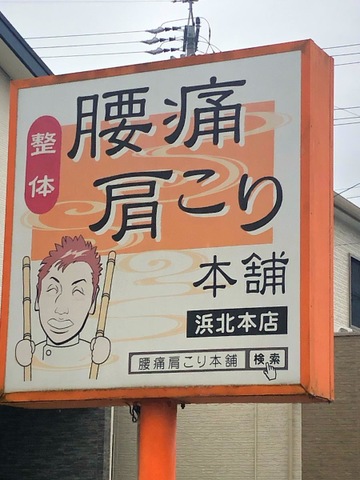 整体
腰痛
肩こり
本舗
浜北本店
腰痛肩こり本舗 検索